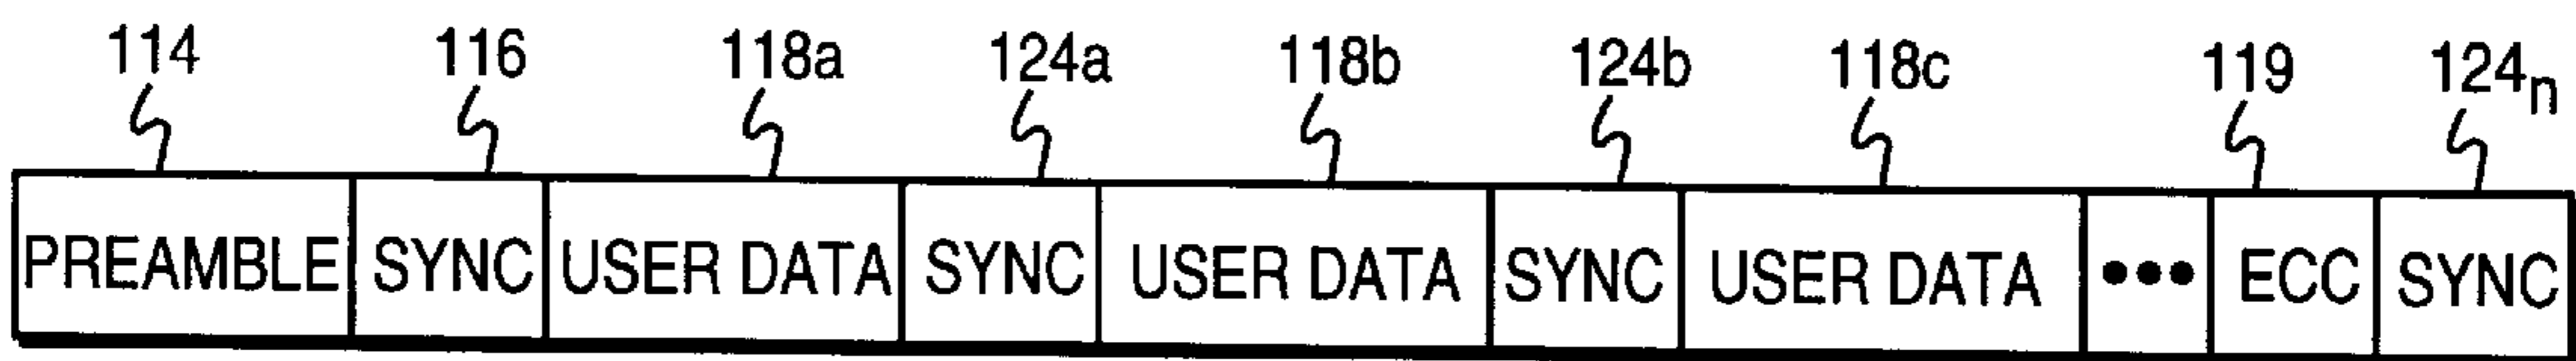 114 116 118a 124a 118b 124b 118c 119 124n
PREAMBLE SYNC USER DATA SYNC USER DATA SYNC USER DATA ••• ECC SYNC